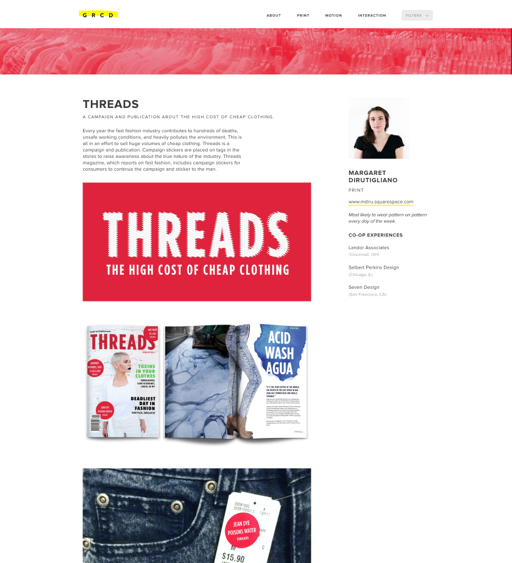 GRCD
ABOUT
PRINT
MOTION
INTERACTION
FILTERS
THREADS
A CAMPAIGN AND PUBLICATION ABOUT THE HIGH COST OF CHEAP CLOTHING.
Every year the fast fashion industry contributes to hundreds of deaths,
unsafe working conditions, and heavily pollutes the environment. This is
all in an effort to sell huge volumes of cheap clothing. Threads is a
campaign and publication. Campaign stickers are placed on tags in the
stores to raise awareness about the true nature of the industry. Threads
magazine, which reports on fast fashion, includes campaign stickers for
consumers to continue the campaign and sticker to the man.
THREADS
THE HIGH COST OF CHEAP CLOTHING
THREADS
TOXINS
IN YOUR
CLOTHES
DEADLIEST
DAY IN
FASHION
ACID
WASH
AGUA
JEAN DYE
POISONS WATER
THREADS
$15.90
MARGARET
DIRUTIGLIANO
PRINT
www.mdiru.squarespace.com
Most likely to wear pattern on pattern
every day of the week.
CO-OP EXPERIENCES
Landor Associates
(Cincinnati, OH)
Selbert Perkins Design
(Chicago, IL)
Seven Design
(San Francisco, CA)